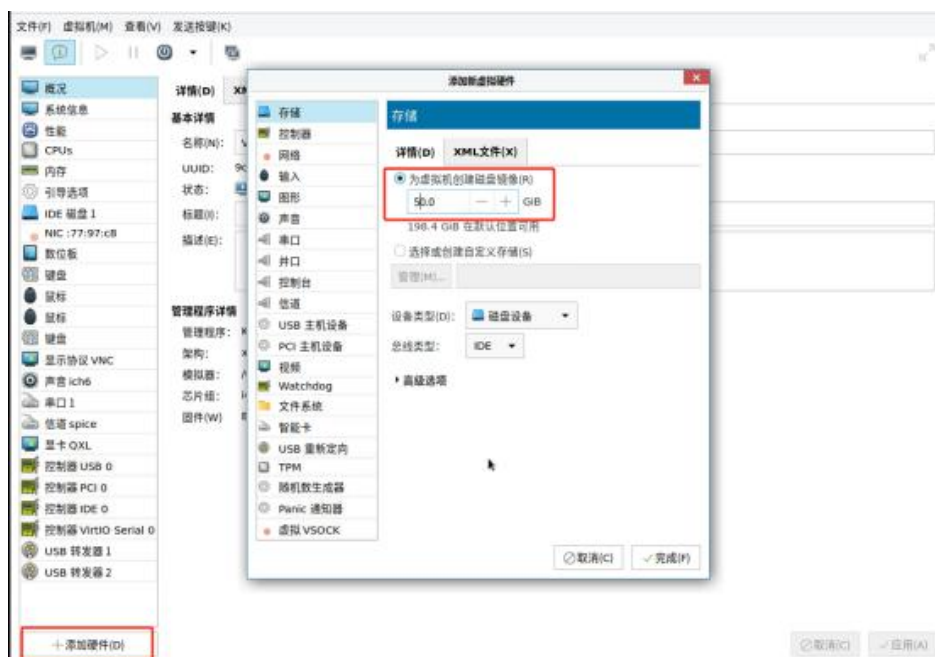 文件(F) 虚拟机(M) 查看(V) 发送按键(K)
概况
系统信息
性能
CPUs
内存
引导选项
IDE 磁盘 1
NIC :77:97:c8
数位板
键盘
鼠标
鼠标
键盘
显示协议 VNC
声音 ich6
串口 1
信道 spice
显卡 QXL
控制器 USB 0
控制器 PCI 0
控制器 IDE 0
控制器 VirtIO Serial 0
USB 转发器 1
USB 转发器 2
添加硬件(D)
详情(D)
基本详情
名称(N):
UUID: 9c
状态:
标题(I):
描述(E):
管理程序详情
管理程序:
架构:
模拟器:
芯片组:
固件(W)
添加新虚拟硬件
存储
控制器
网络
输入
图形
声音
串口
并口
控制台
信道
USB 主机设备
PCI 主机设备
视频
Watchdog
文件系统
智能卡
USB 重新定向
TPM
随机数生成器
Panic 通知器
虚拟 VSOCK
存储
详情(D) XML文件(X)
为虚拟机创建磁盘镜像(R)
50.0 — + GiB
198.4 GiB 在默认位置可用
选择或创建自定义存储(S)
管理(M)...
设备类型(D): 磁盘设备
总线类型: IDE
高级选项
取消(C) 完成(F)
取消(C) 应用(A)